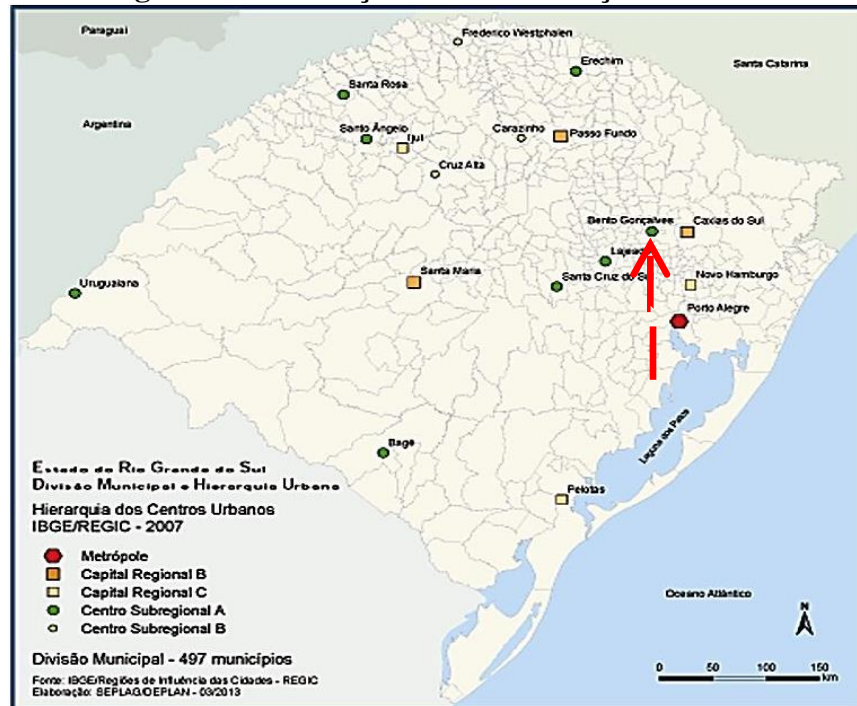 Paraguai
Frederico Westphalen
Erechim
Santa Catarina
Santa Rosa
Argentina
Santo Ângelo
Ijuí
Carazinho
Passo Fundo
Cruz Alta
Bento Gonçalves
Caxias do Sul
Lajeado
Santa Maria
Santa Cruz do Sul
Novo Hamburgo
Uruguaiana
Porto Alegre
Laguna dos Patos
Bagé
Pelotas
Estado do Rio Grande do Sul
Divisão Municipal e Hierarquia Urbana
Hierarquia dos Centros Urbanos
IBGE/REGIC - 2007
Metrópole
Capital Regional B
Capital Regional C
Centro Subregional A
Centro Subregional B
Oceano Atlântico
N
Divisão Municipal - 497 municípios
0 50 100 150
km
Fonte: IBGE/Regiões de Influência das Cidades - REGIC
Elaboração: SEPLAG/DEPLAN - 03/2013